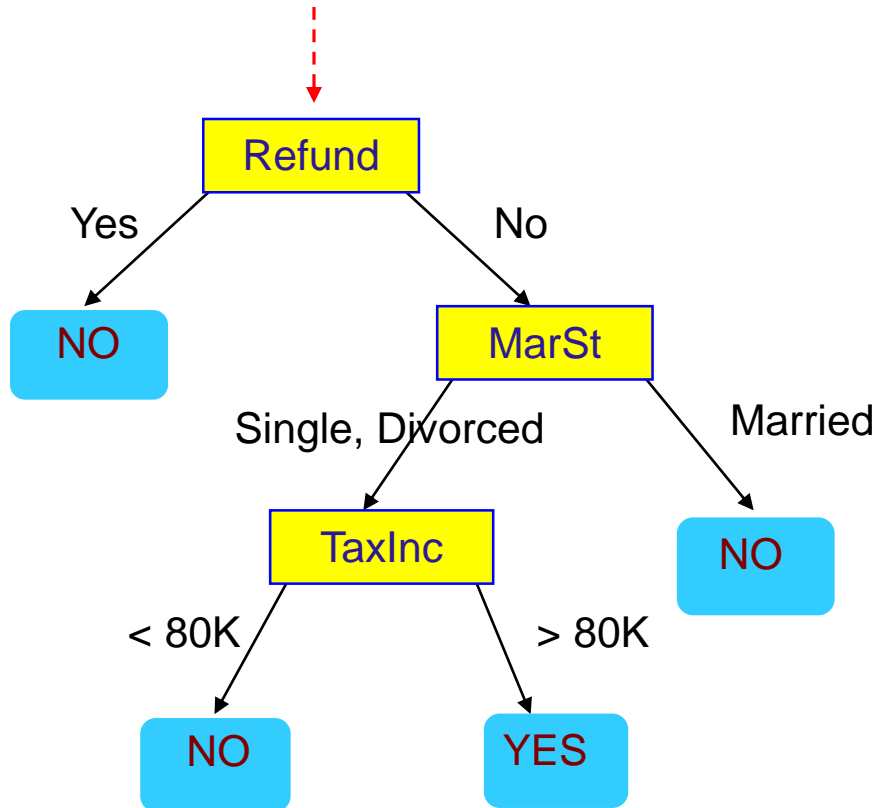 Refund
Yes
No
NO
MarSt
Single, Divorced
Married
TaxInc
NO
< 80K
> 80K
NO
YES